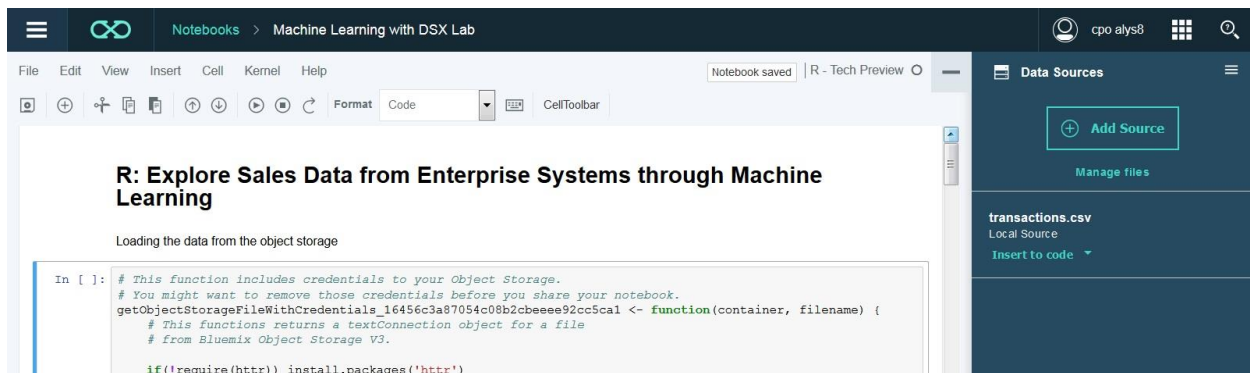 Notebooks > Machine Learning with DSX Lab
cpo alys8
File Edit View Insert Cell Kernel Help
Notebook saved | R - Tech Preview
Format Code CellToolbar
R: Explore Sales Data from Enterprise Systems through Machine
Learning
Loading the data from the object storage
In [ ]: # This function includes credentials to your Object Storage.
# You might want to remove those credentials before you share your notebook.
getObjectStorageFileWithCredentials_16456c3a87054c08b2cbeeee92cc5ca1 <- function(container, filename) {
# This functions returns a textConnection object for a file
# from Bluemix Object Storage V3.
if(!require(httr)) install.packages('httr')
Data Sources
Add Source
Manage files
transactions.csv
Local Source
Insert to code